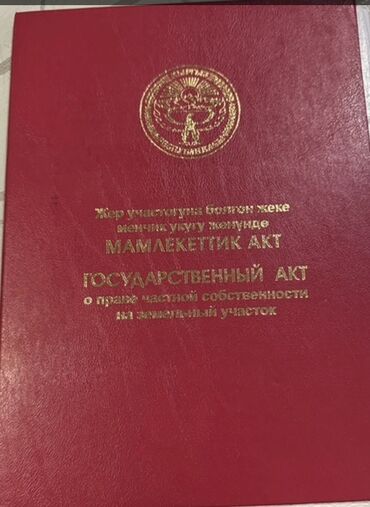 Жер участогуна болгон жеке
менчик укугу жөнүндө
МАМЛЕКЕТТИК АКТ
ГОСУДАРСТВЕННЫЙ АКТ
о праве частной собственности
на земельный участок